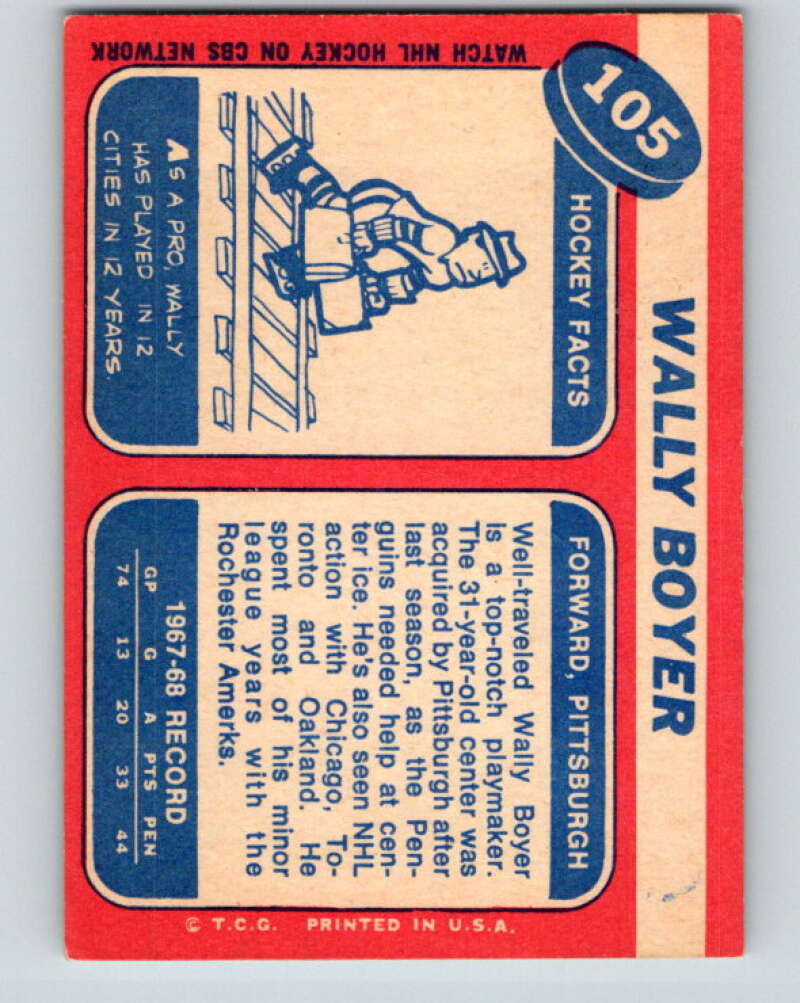 105
WALLY BOYER
HOCKEY FACTS
AS A PRO, WALLY
HAS PLAYED IN 12
CITIES IN 12 YEARS.
WATCH NHL HOCKEY ON CBS NETWORK
FORWARD, PITTSBURGH
Well-traveled Wally Boyer
is a top-notch playmaker.
The 31-year-old center was
acquired by Pittsburgh after
last season, as the Pen-
guins needed help at cen-
ter ice. He's also seen NHL
action with Chicago, To-
ronto and Oakland. He
spent most of his minor
league years with the
Rochester Amerks.
1967-68 RECORD
GP G A PTS PEN
74 13 20 33 44
© T.C.G. PRINTED IN U.S.A.